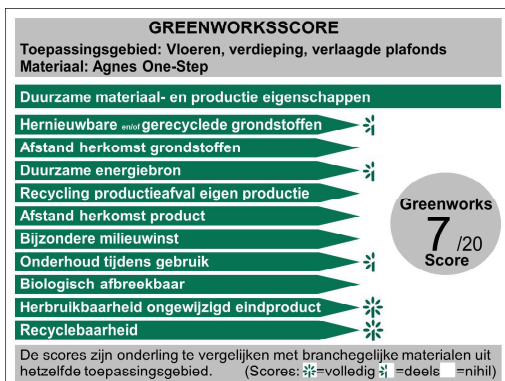 GREENWORKSSCORE
Toepassingsgebied: Vloeren, verdieping, verlaagde plafonds
Materiaal: Agnes One-Step
Duurzame materiaal- en productie eigenschappen
Hernieuwbare en/of gerecyclede grondstoffen
Afstand herkomst grondstoffen
Duurzame energiebron
Recycling productieafval eigen productie
Afstand herkomst product
Bijzondere milieuwinst
Onderhoud tijdens gebruik
Biologisch afbreekbaar
Herbruikbaarheid ongewijzigd eindproduct
Recyclebaarheid
Greenworks
7 /20
Score
De scores zijn onderling te vergelijken met branchegelijke materialen uit
hetzelfde toepassingsgebied. (Scores: =volledig =deels =nihil)